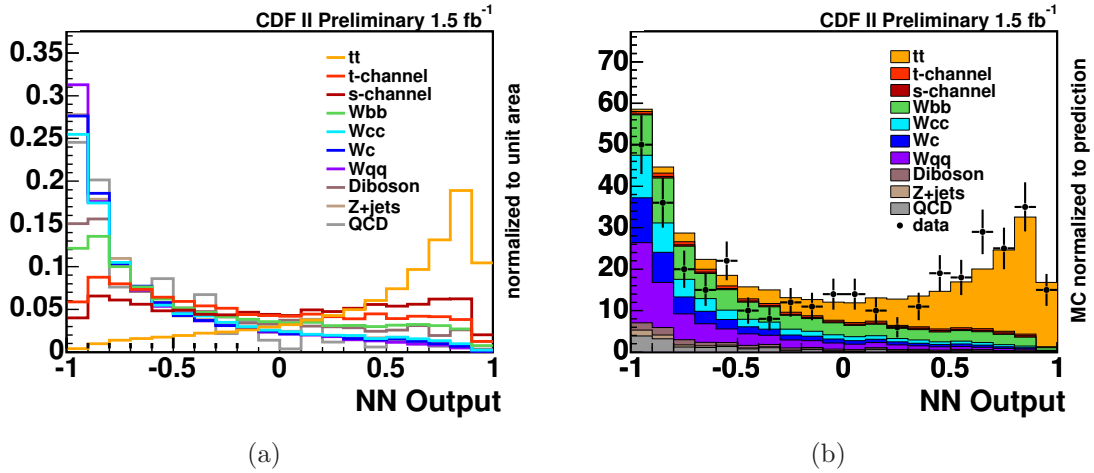 CDF II Preliminary 1.5 fb-1
normalized to unit area
0.35
0.3
0.25
0.2
0.15
0.1
0.05
0
tt
t-channel
s-channel
Wbb
Wcc
Wc
Wqq
Diboson
Z+jets
QCD
-1 -0.5 0 0.5 1
NN Output
(a)
CDF II Preliminary 1.5 fb-1
MC normalized to prediction
70
60
50
40
30
20
10
0
tt
t-channel
s-channel
Wbb
Wcc
Wc
Wqq
Diboson
Z+jets
QCD
data
-1 -0.5 0 0.5 1
NN Output
(b)